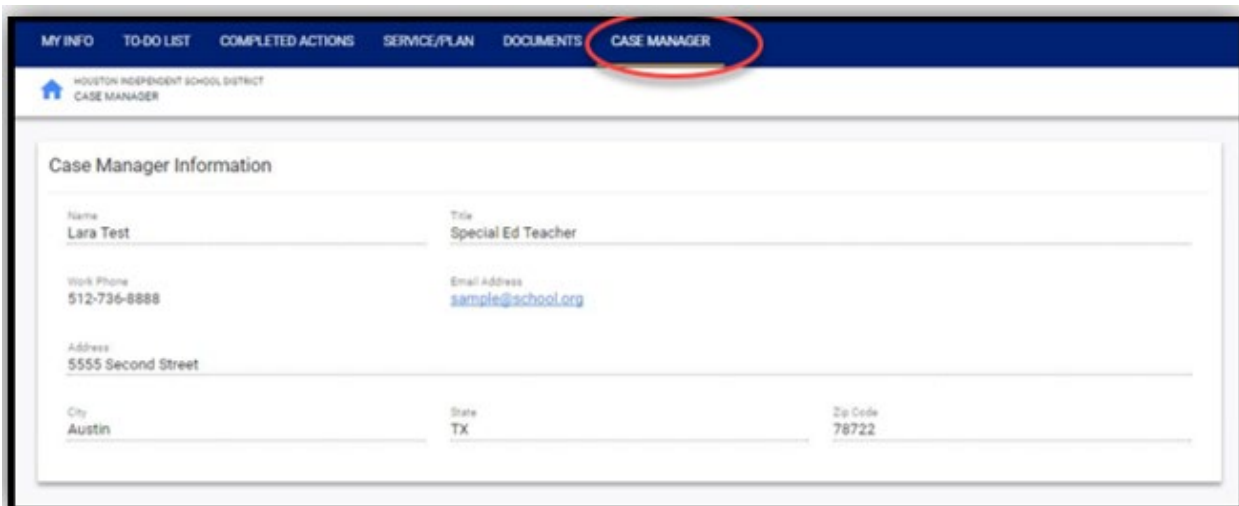 MY INFO TO-DO LIST COMPLETED ACTIONS SERVICE/PLAN DOCUMENTS CASE MANAGER
HOUSTON INDEPENDENT SCHOOL DISTRICT
CASE MANAGER
Case Manager Information
Name Title
Lara Test Special Ed Teacher
Work Phone Email Address
512-736-8888 sample@school.org
Address
5555 Second Street
City State Zip Code
Austin TX 78722